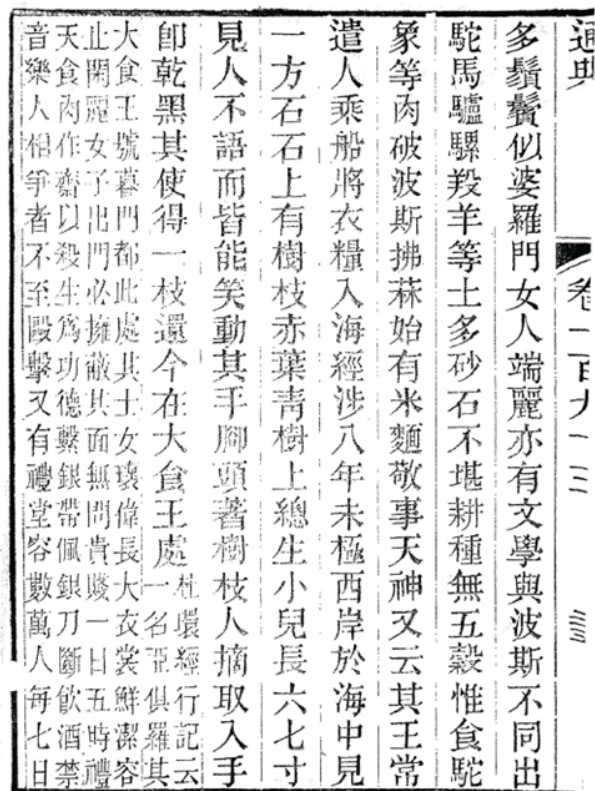 通典　卷一百九十三
多鬚鬢似婆羅門女人端麗亦有文學與波斯不同出
駝馬驢騾羖羊等土多砂石不堪耕種無五穀惟食駝
象等肉破波斯拂菻始有米麵敬事天神又云其王常
遣人乘船將衣糧入海經涉八年未極西岸於海中見
一方石石上有樹枝赤葉靑樹上總生小兒長六七寸
見人不語而皆能笑動其手腳頭著樹枝人摘取入手
卽乾黑其使得一枝還今在大食王處
杜環經行記云
一名亞俱羅其
大食王號暮門都此處其士女瓌偉長大衣裳鮮潔容
止閑麗女子出門必擁蔽其面無問貴賤一日五時禮
天食肉作齋以殺生爲功德繫銀帶佩銀刀斷飮酒禁
音樂人相爭者不至毆擊又有禮堂容數萬人每七日